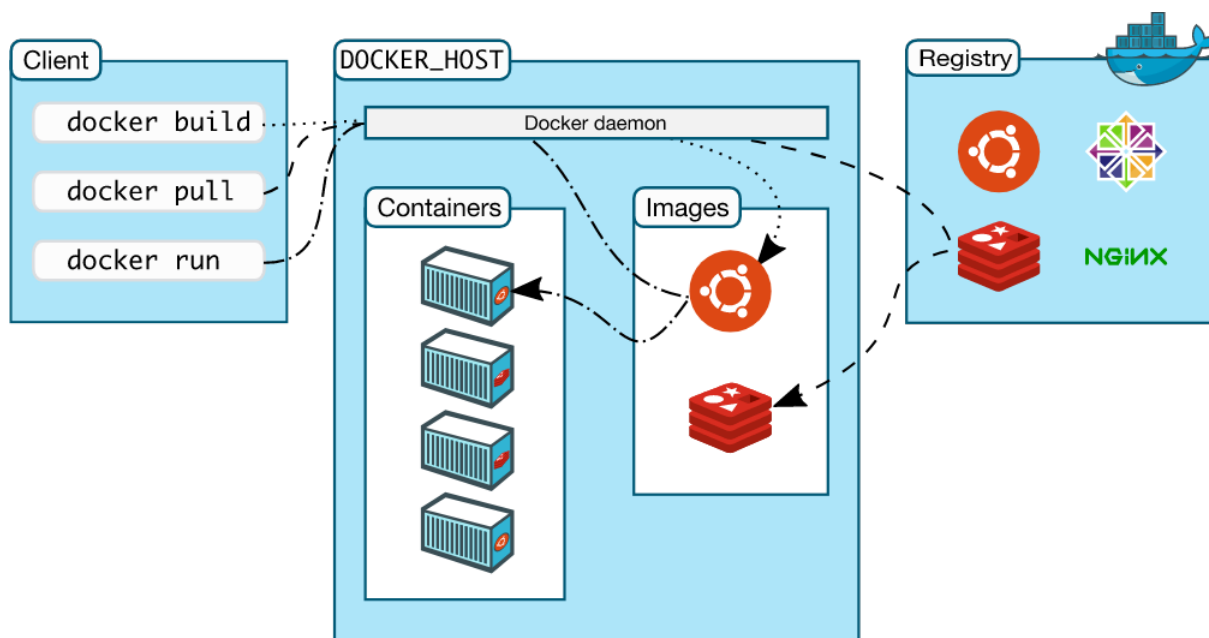 Client
docker build
docker pull
docker run
DOCKER_HOST
Docker daemon
Containers
Images
Registry
NGiNX